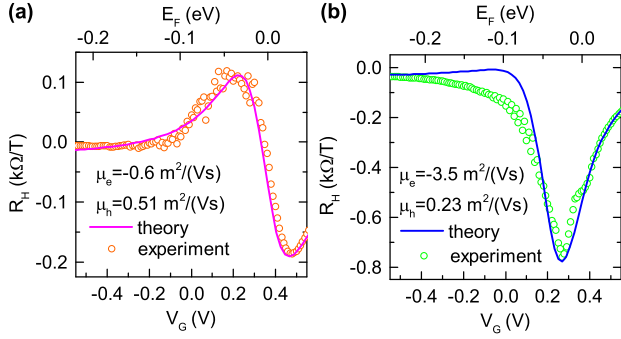 (a)
E_F (eV)
-0.2 -0.1 0.0
R_H (kΩ/T)
0.1
0.0
-0.1
-0.2
μ_e=-0.6 m²/(Vs)
μ_h=0.51 m²/(Vs)
theory
experiment
-0.4 -0.2 0.0 0.2 0.4
V_G (V)
(b)
E_F (eV)
-0.2 -0.1 0.0
R_H (kΩ/T)
0.0
-0.2
-0.4
-0.6
-0.8
μ_e=-3.5 m²/(Vs)
μ_h=0.23 m²/(Vs)
theory
experiment
-0.4 -0.2 0.0 0.2 0.4
V_G (V)